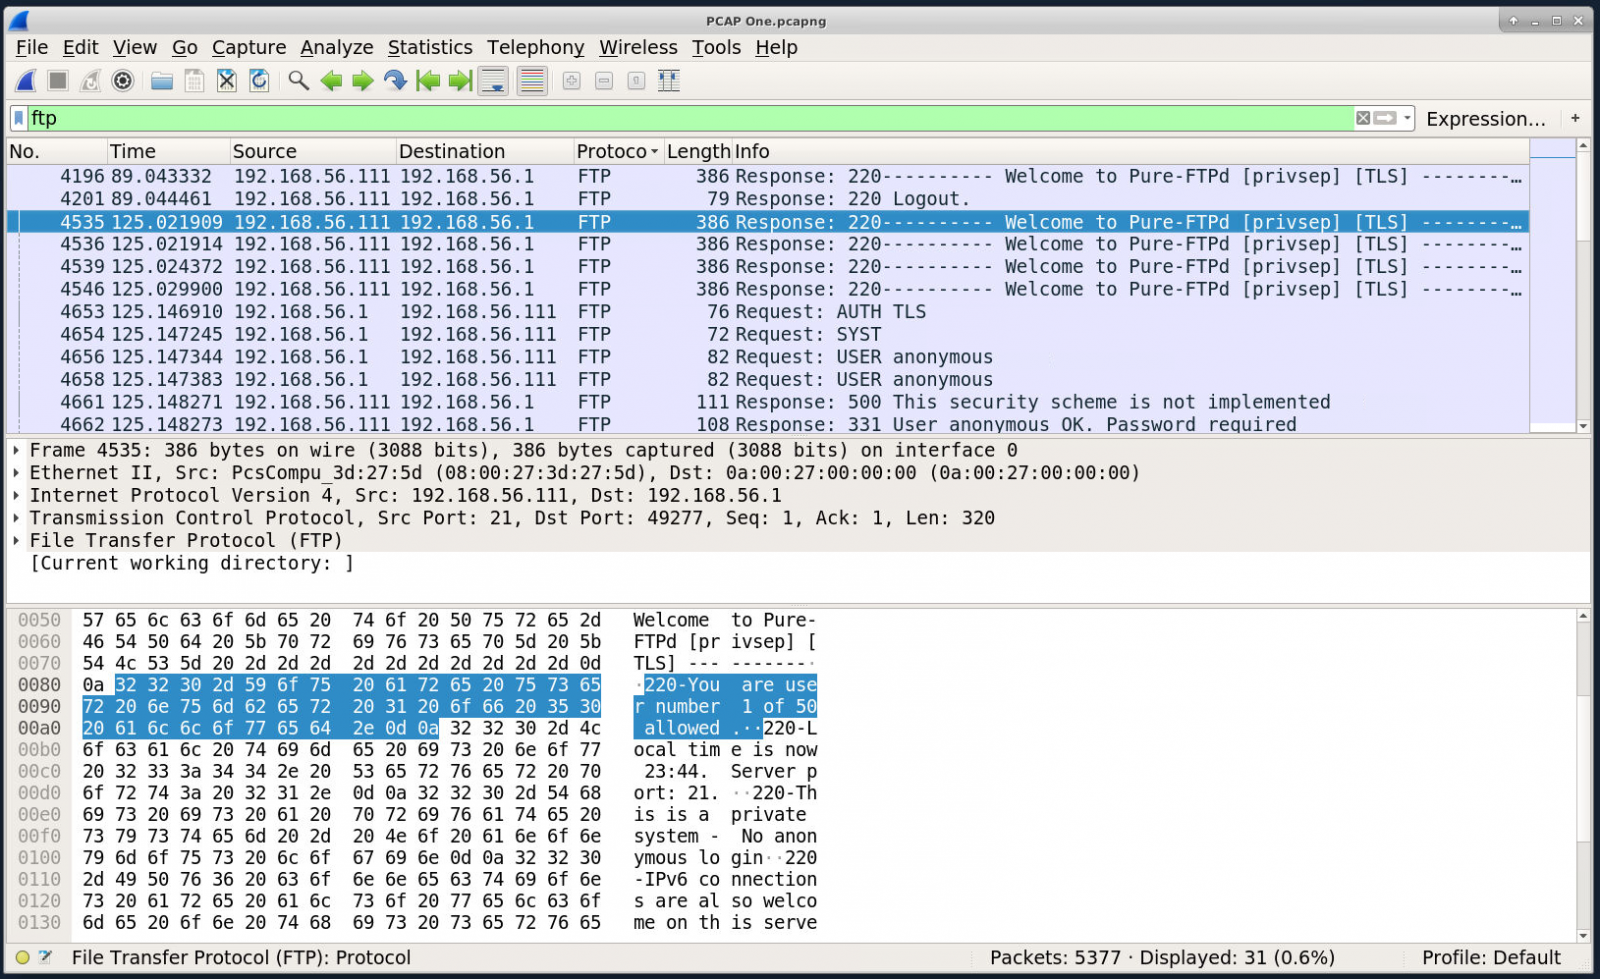 PCAP One.pcapng
File Edit View Go Capture Analyze Statistics Telephony Wireless Tools Help
ftp Expression… +
No. Time Source Destination Protoco Length Info
4196 89.043332 192.168.56.111 192.168.56.1 FTP 386 Response: 220---------- Welcome to Pure-FTPd [privsep] [TLS] --------…
4201 89.044461 192.168.56.111 192.168.56.1 FTP 79 Response: 220 Logout.
4535 125.021909 192.168.56.111 192.168.56.1 FTP 386 Response: 220---------- Welcome to Pure-FTPd [privsep] [TLS] --------…
4536 125.021914 192.168.56.111 192.168.56.1 FTP 386 Response: 220---------- Welcome to Pure-FTPd [privsep] [TLS] --------…
4539 125.024372 192.168.56.111 192.168.56.1 FTP 386 Response: 220---------- Welcome to Pure-FTPd [privsep] [TLS] --------…
4546 125.029900 192.168.56.111 192.168.56.1 FTP 386 Response: 220---------- Welcome to Pure-FTPd [privsep] [TLS] --------…
4653 125.146910 192.168.56.1 192.168.56.111 FTP 76 Request: AUTH TLS
4654 125.147245 192.168.56.1 192.168.56.111 FTP 72 Request: SYST
4656 125.147344 192.168.56.1 192.168.56.111 FTP 82 Request: USER anonymous
4658 125.147383 192.168.56.1 192.168.56.111 FTP 82 Request: USER anonymous
4661 125.148271 192.168.56.111 192.168.56.1 FTP 111 Response: 500 This security scheme is not implemented
4662 125.148273 192.168.56.111 192.168.56.1 FTP 108 Response: 331 User anonymous OK. Password required
Frame 4535: 386 bytes on wire (3088 bits), 386 bytes captured (3088 bits) on interface 0
Ethernet II, Src: PcsCompu_3d:27:5d (08:00:27:3d:27:5d), Dst: 0a:00:27:00:00:00 (0a:00:27:00:00:00)
Internet Protocol Version 4, Src: 192.168.56.111, Dst: 192.168.56.1
Transmission Control Protocol, Src Port: 21, Dst Port: 49277, Seq: 1, Ack: 1, Len: 320
File Transfer Protocol (FTP)
[Current working directory: ]
0050 57 65 6c 63 6f 6d 65 20 74 6f 20 50 75 72 65 2d Welcome to Pure-
0060 46 54 50 64 20 5b 70 72 69 76 73 65 70 5d 20 5b FTPd [pr ivsep] [
0070 54 4c 53 5d 20 2d 2d 2d 2d 2d 2d 2d 2d 2d 2d 0d TLS] --- -------·
0080 0a 32 32 30 2d 59 6f 75 20 61 72 65 20 75 73 65 ·220-You are use
0090 72 20 6e 75 6d 62 65 72 20 31 20 6f 66 20 35 30 r number 1 of 50
00a0 20 61 6c 6c 6f 77 65 64 2e 0d 0a 32 32 30 2d 4c allowed .··220-L
00b0 6f 63 61 6c 20 74 69 6d 65 20 69 73 20 6e 6f 77 ocal tim e is now
00c0 20 32 33 3a 34 34 2e 20 53 65 72 76 65 72 20 70 23:44. Server p
00d0 6f 72 74 3a 20 32 31 2e 0d 0a 32 32 30 2d 54 68 ort: 21. ··220-Th
00e0 69 73 20 69 73 20 61 20 70 72 69 76 61 74 65 20 is is a private
00f0 73 79 73 74 65 6d 20 2d 20 4e 6f 20 61 6e 6f 6e system - No anon
0100 79 6d 6f 75 73 20 6c 6f 67 69 6e 0d 0a 32 32 30 ymous lo gin··220
0110 2d 49 50 76 36 20 63 6f 6e 6e 65 63 74 69 6f 6e -IPv6 co nnection
0120 73 20 61 72 65 20 61 6c 73 6f 20 77 65 6c 63 6f s are al so welco
0130 6d 65 20 6f 6e 20 74 68 69 73 20 73 65 72 76 65 me on th is serve
File Transfer Protocol (FTP): Protocol Packets: 5377 · Displayed: 31 (0.6%) Profile: Default